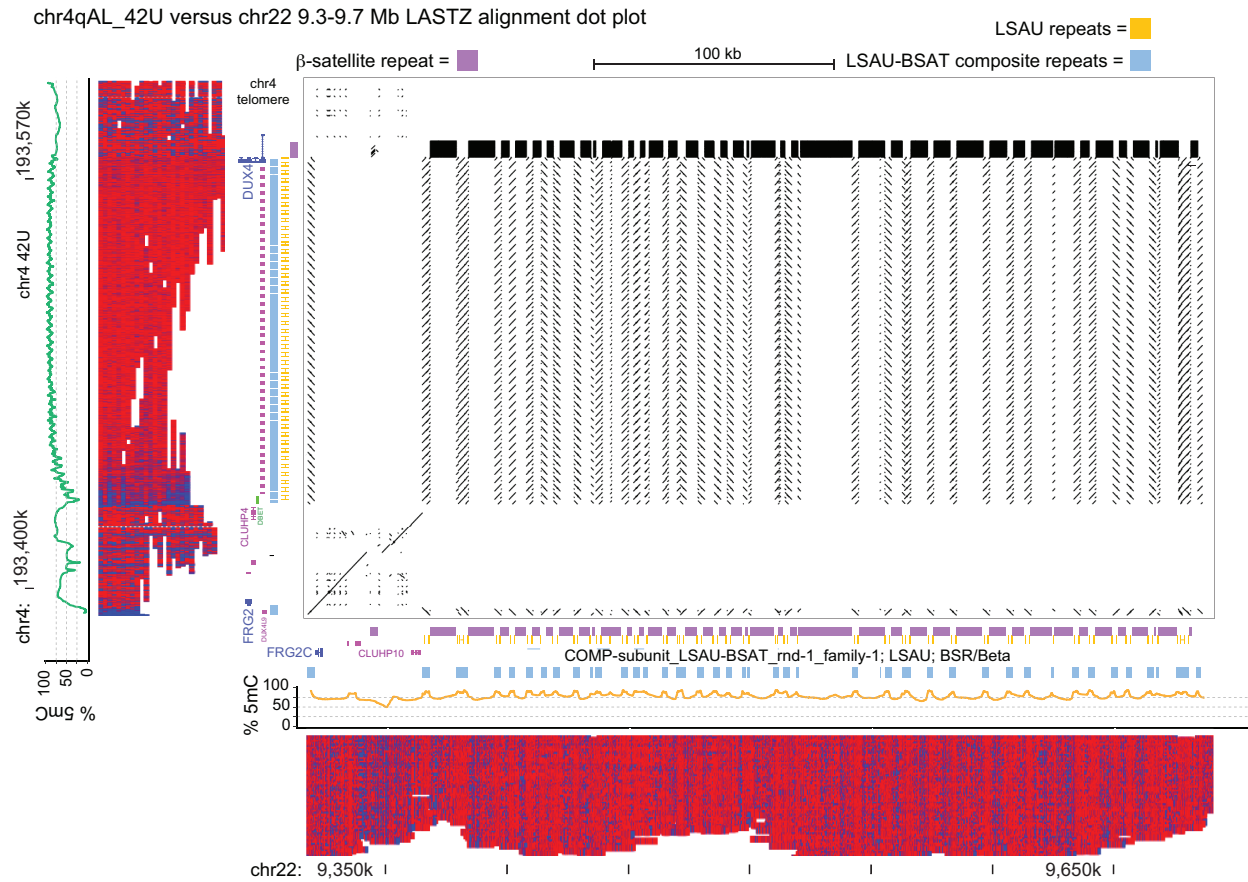 chr4qAL_42U versus chr22 9.3-9.7 Mb LASTZ alignment dot plot
LSAU repeats =
β-satellite repeat =
100 kb
LSAU-BSAT composite repeats =
chr4
telomere
193,570k
chr4 42U
193,400k
chr4:
DUX4
DBET
CLUHP4
FRG2
DUX4L9
FRG2C
CLUHP10
COMP-subunit_LSAU-BSAT_rnd-1_family-1; LSAU; BSR/Beta
100
50
0
% 5mC
100
50
0
% 5mC
chr22:
9,350k
9,650k